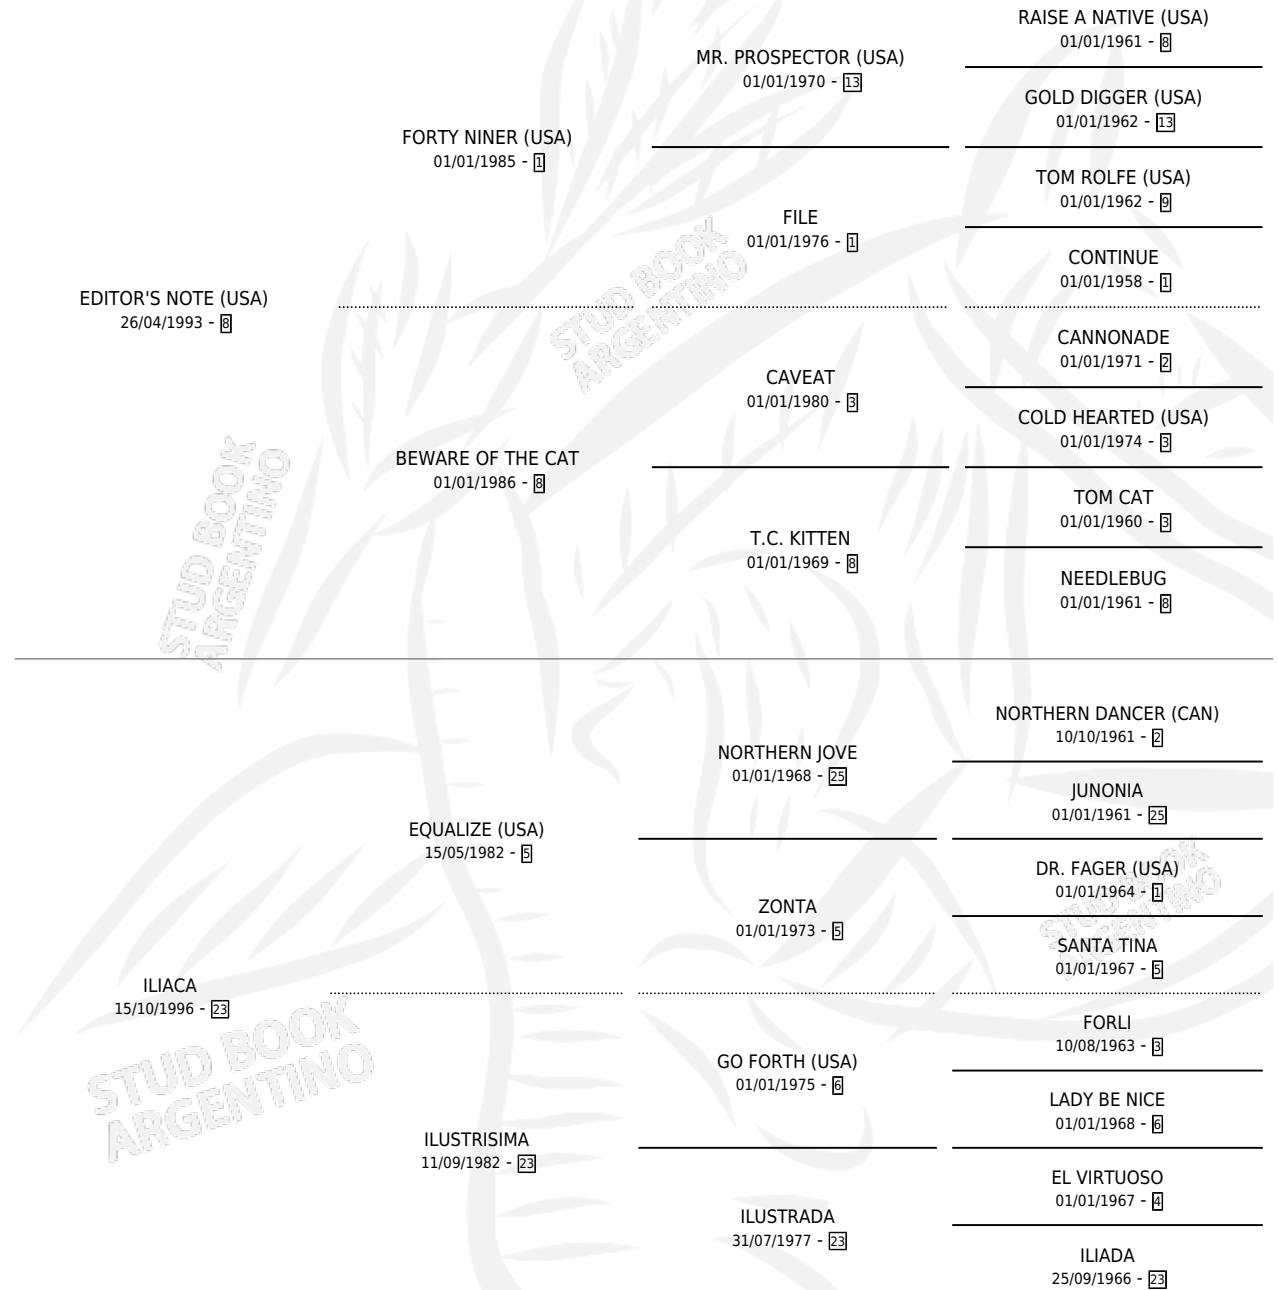 RAISE A NATIVE (USA)
01/01/1961 - 8
MR. PROSPECTOR (USA)
01/01/1970 - 13
GOLD DIGGER (USA)
01/01/1962 - 13
FORTY NINER (USA)
01/01/1985 - 1
TOM ROLFE (USA)
01/01/1962 - 9
FILE
01/01/1976 - 1
CONTINUE
01/01/1958 - 1
EDITOR'S NOTE (USA)
26/04/1993 - 8
CANNONADE
01/01/1971 - 2
CAVEAT
01/01/1980 - 3
COLD HEARTED (USA)
01/01/1974 - 3
BEWARE OF THE CAT
01/01/1986 - 8
TOM CAT
01/01/1960 - 3
T.C. KITTEN
01/01/1969 - 8
NEEDLEBUG
01/01/1961 - 8
STUD BOOK
ARGENTINO
STUD BOOK
ARGENTINO
NORTHERN DANCER (CAN)
10/10/1961 - 2
NORTHERN JOVE
01/01/1968 - 25
JUNONIA
01/01/1961 - 25
EQUALIZE (USA)
15/05/1982 - 5
DR. FAGER (USA)
01/01/1964 - 1
ZONTA
01/01/1973 - 5
SANTA TINA
01/01/1967 - 5
STUD BOOK
ARGENTINO
ILIACA
15/10/1996 - 23
FORLI
10/08/1963 - 3
GO FORTH (USA)
01/01/1975 - 6
LADY BE NICE
01/01/1968 - 6
ILUSTRISIMA
11/09/1982 - 23
EL VIRTUOSO
01/01/1967 - 4
ILUSTRADA
31/07/1977 - 23
ILIADA
25/09/1966 - 23
STUD BOOK
ARGENTINO